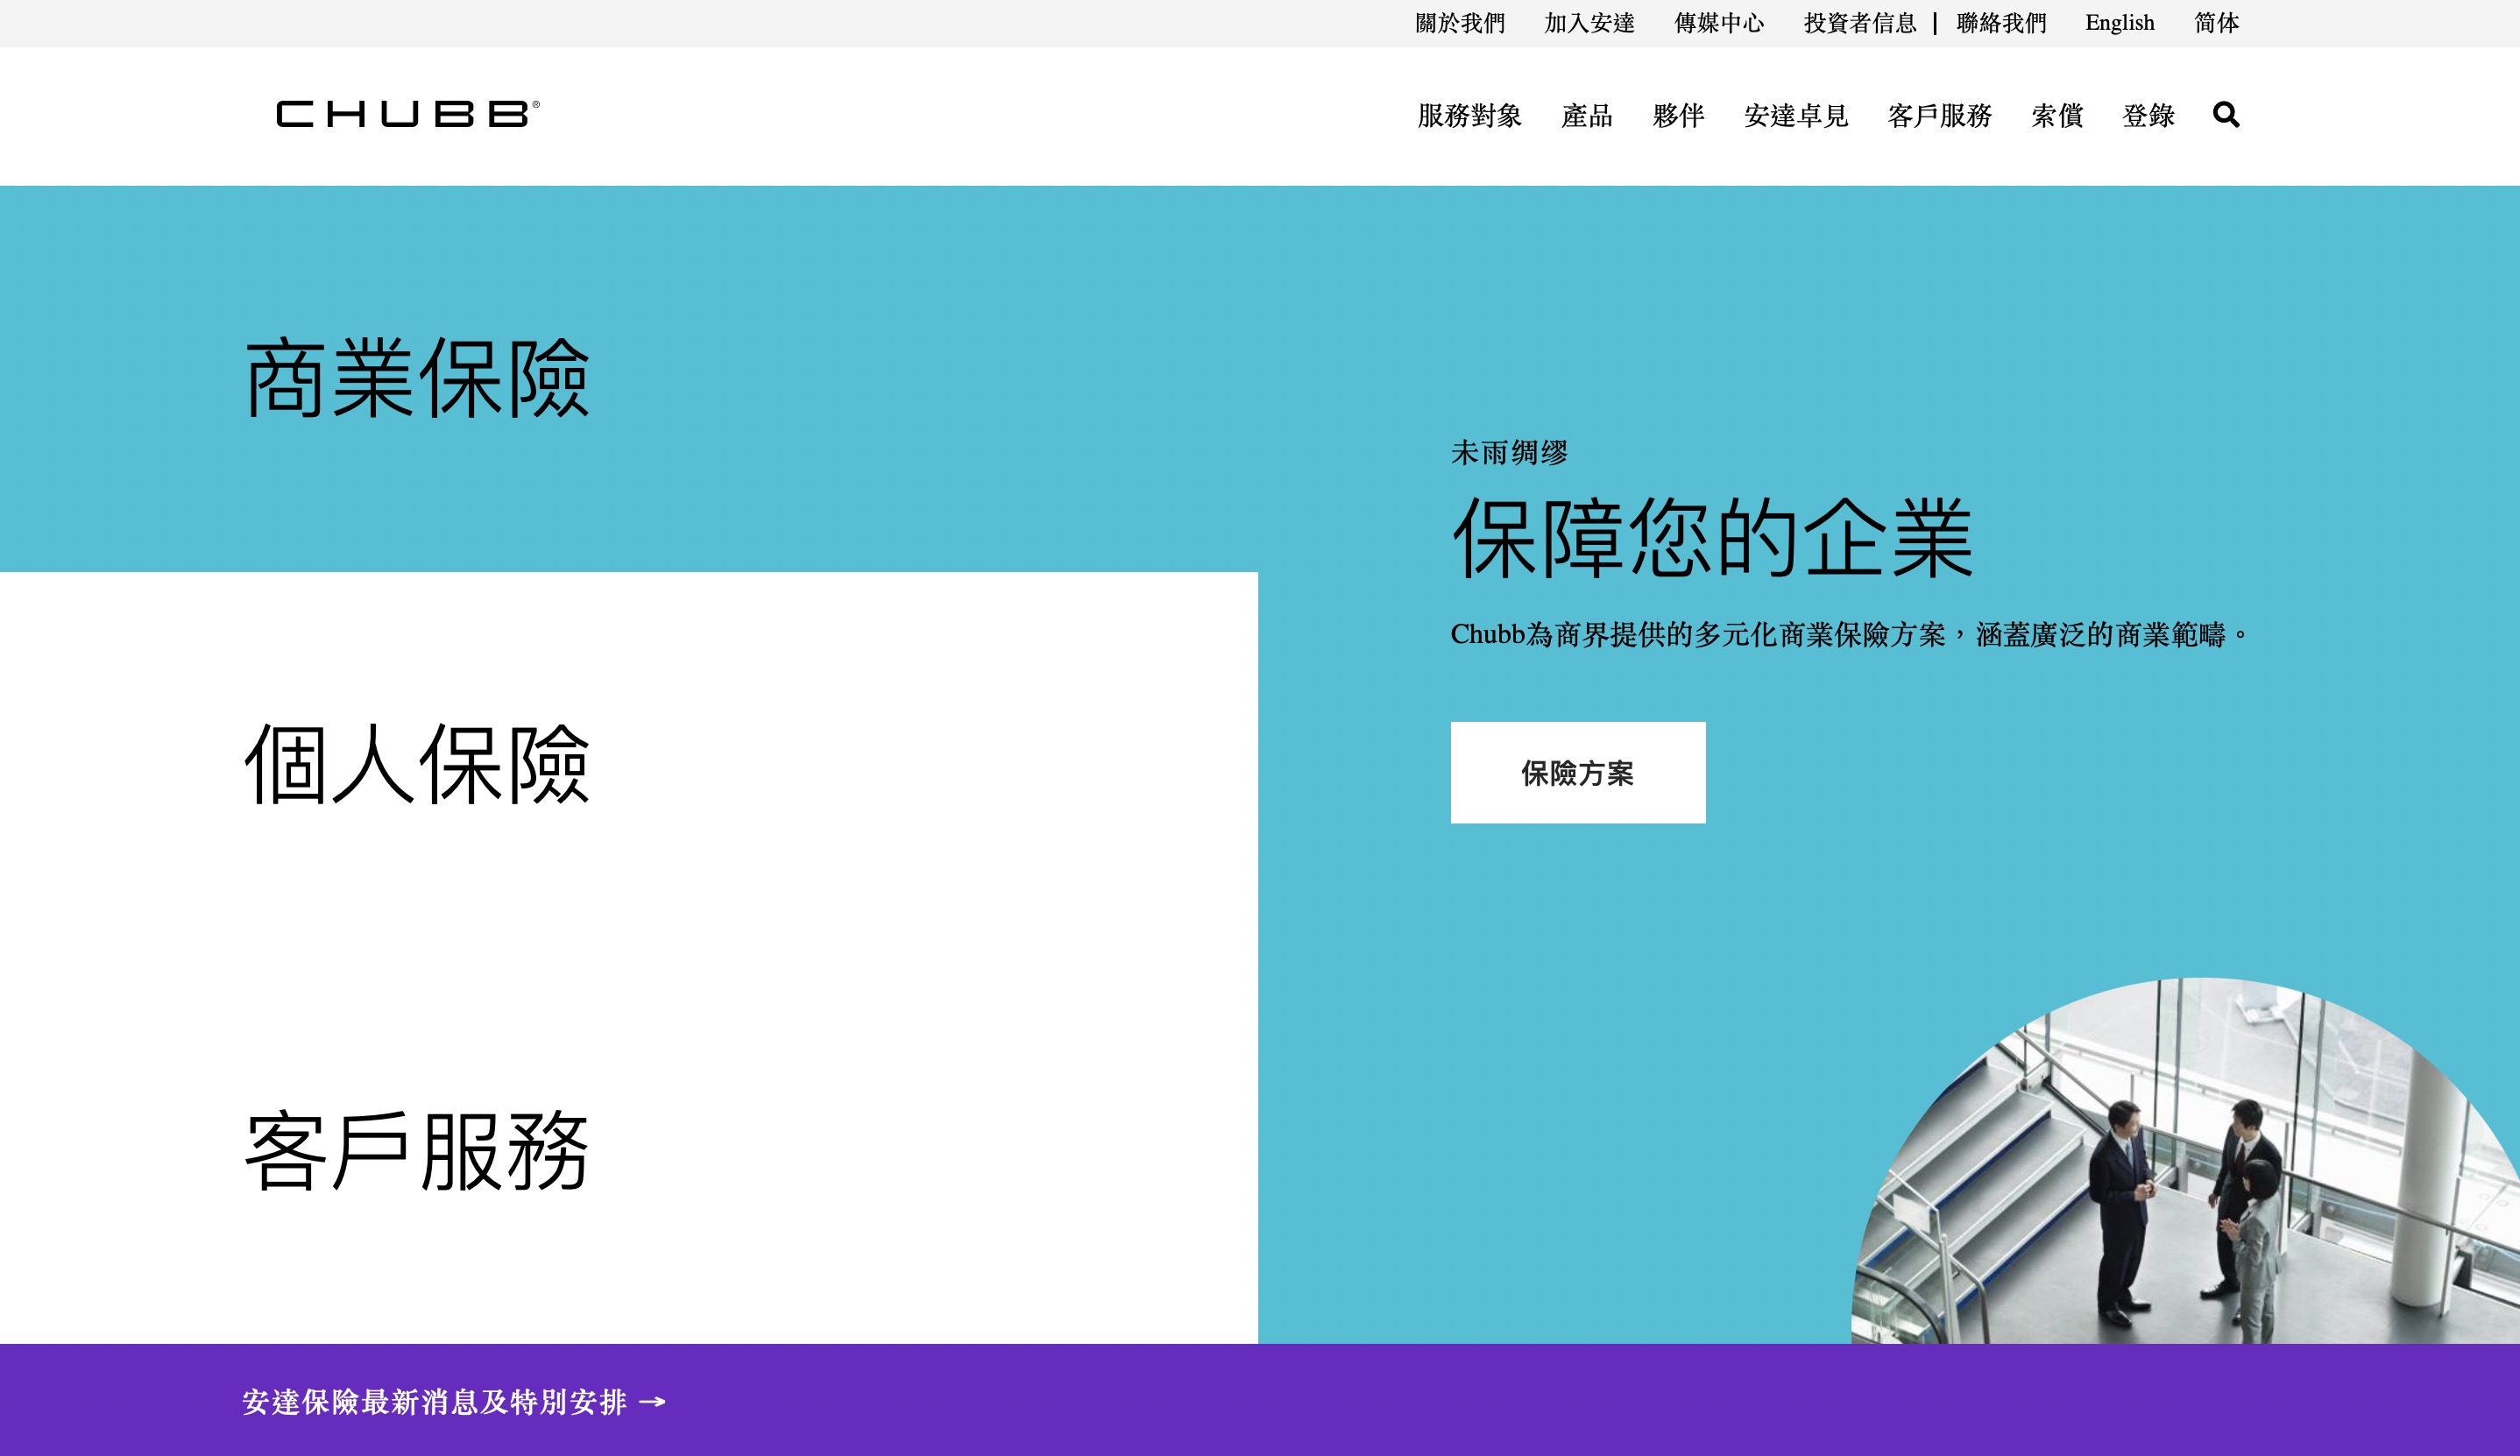 關於我們 加入安達 傳媒中心 投資者信息 | 聯絡我們 English 简体
CHUBB®
服務對象 產品 夥伴 安達卓見 客戶服務 索償 登錄
商業保險
個人保險
客戶服務
未雨绸缪
保障您的企業
Chubb為商界提供的多元化商業保險方案，涵蓋廣泛的商業範疇。
保險方案
安達保險最新消息及特別安排 →